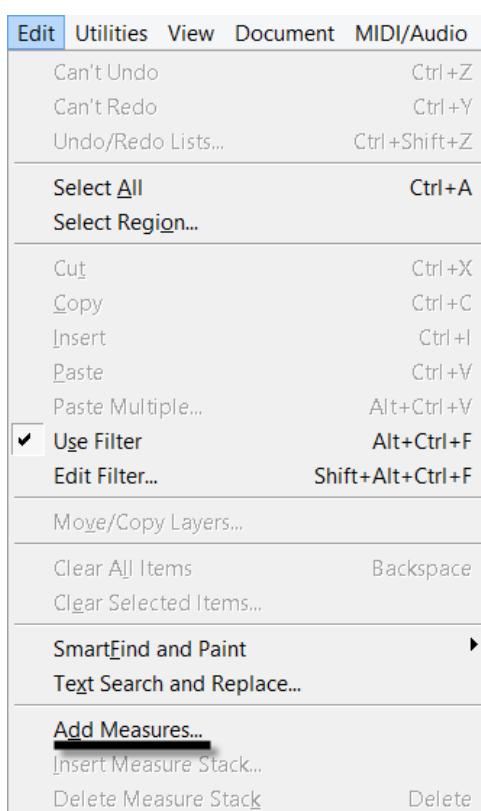 Edit Utilities View Document MIDI/Audio
Can't Undo Ctrl+Z
Can't Redo Ctrl+Y
Undo/Redo Lists... Ctrl+Shift+Z
Select All Ctrl+A
Select Region...
Cut Ctrl+X
Copy Ctrl+C
Insert Ctrl+I
Paste Ctrl+V
Paste Multiple... Alt+Ctrl+V
Use Filter Alt+Ctrl+F
Edit Filter... Shift+Alt+Ctrl+F
Move/Copy Layers...
Clear All Items Backspace
Clear Selected Items...
SmartFind and Paint
Text Search and Replace...
Add Measures...
Insert Measure Stack...
Delete Measure Stack Delete